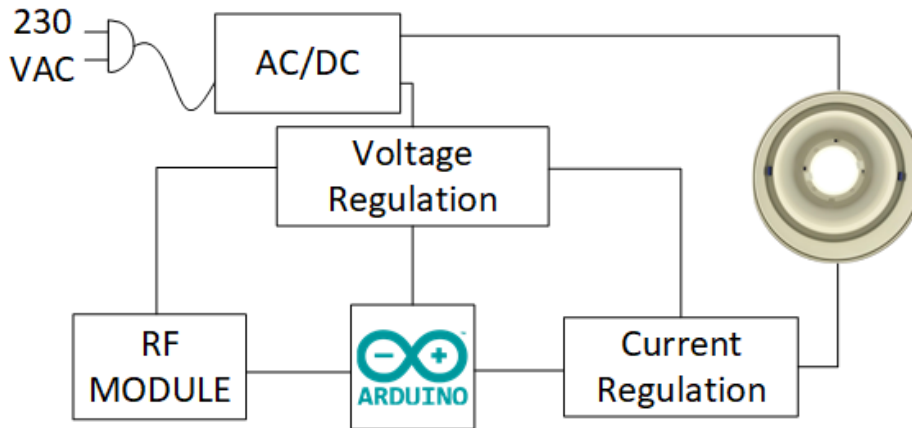 230
VAC
AC/DC
Voltage
Regulation
RF
MODULE
ARDUINO
Current
Regulation